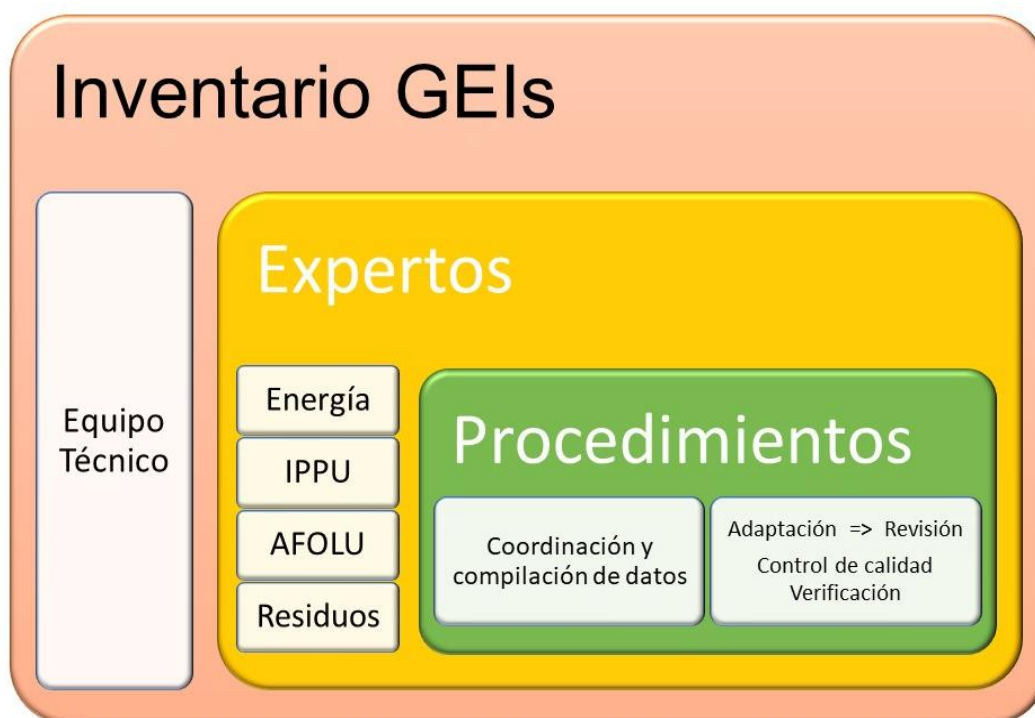 Inventario GEIs
Equipo
Técnico
Expertos
Energía
IPPU
AFOLU
Residuos
Procedimientos
Coordinación y
compilación de datos
Adaptación => Revisión
Control de calidad
Verificación